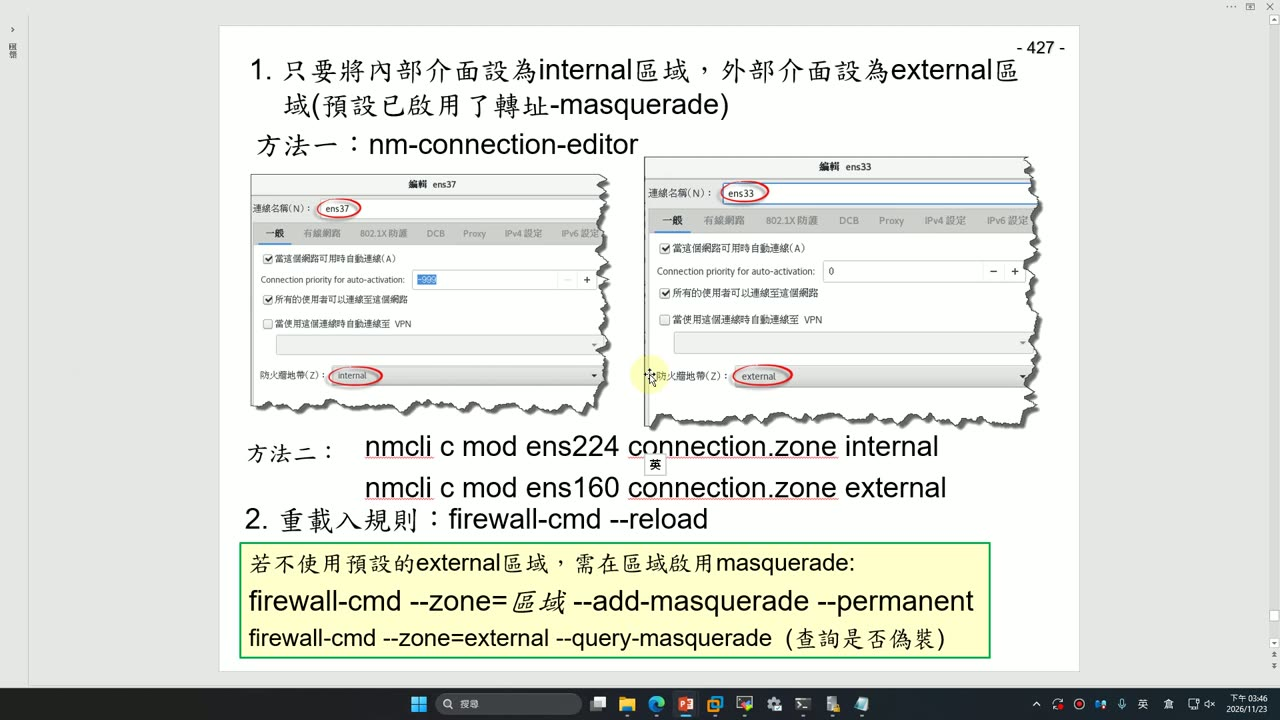 - 427 -
1. 只要將內部介面設為internal區域，外部介面設為external區
域(預設已啟用了轉址-masquerade)
方法一：nm-connection-editor
編輯 ens37
連線名稱(N)： ens37
一般 有線網路 802.1X 防護 DCB Proxy IPv4 設定 IPv6 設定
當這個網路可用時自動連線(A)
Connection priority for auto-activation: -999
所有的使用者可以連線至這個網路
當使用這個連線時自動連線至 VPN
防火牆地帶(Z)： internal
編輯 ens33
連線名稱(N)： ens33
一般 有線網路 802.1X 防護 DCB Proxy IPv4 設定 IPv6 設定
當這個網路可用時自動連線(A)
Connection priority for auto-activation: 0
所有的使用者可以連線至這個網路
當使用這個連線時自動連線至 VPN
防火牆地帶(Z)： external
方法二： nmcli c mod ens224 connection.zone internal
英
nmcli c mod ens160 connection.zone external
2. 重載入規則：firewall-cmd --reload
若不使用預設的external區域，需在區域啟用masquerade:
firewall-cmd --zone=區域 --add-masquerade --permanent
firewall-cmd --zone=external --query-masquerade (查詢是否偽裝)
搜尋
英
下午 03:46
2026/11/23